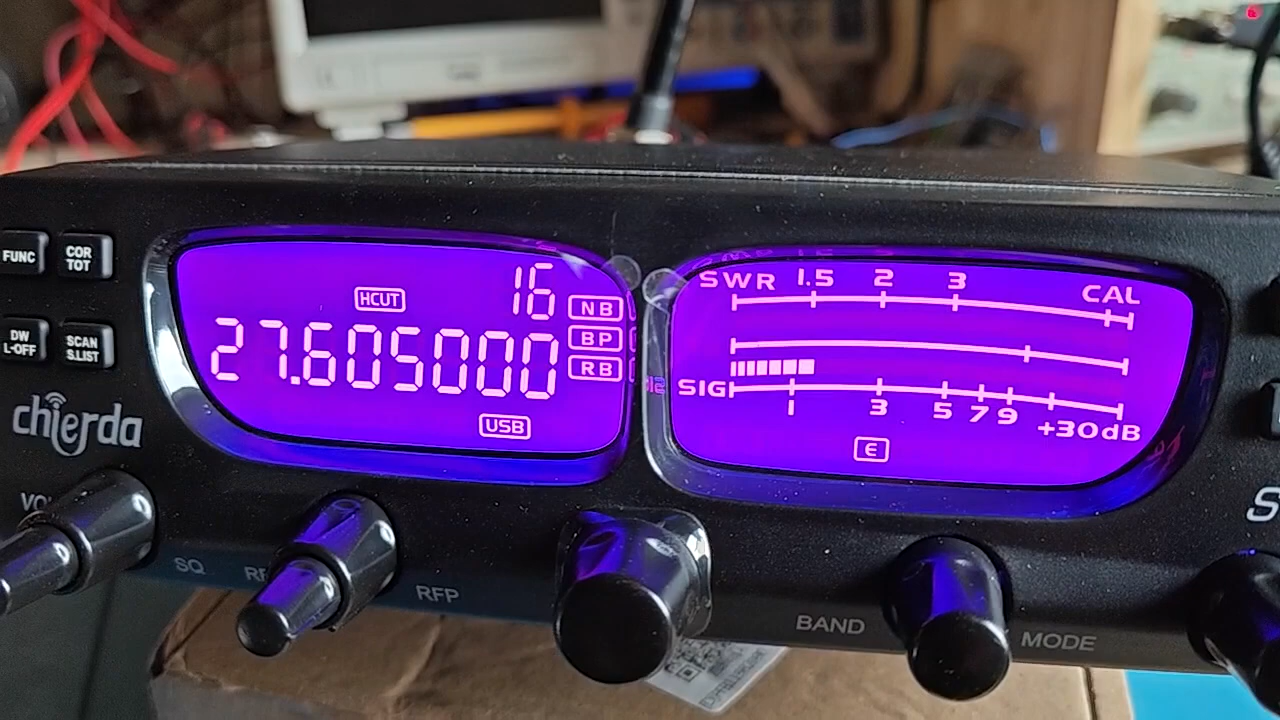 FUNC
COR
TOT
DW
L-OFF
SCAN
S.LIST
chierda
16
HCUT
NB
27.605000
BP
RB
USB
SWR 1.5 2 3 CAL
SIG 1 3 5 7 9 +30dB
E
SQ
RFP
BAND
MODE